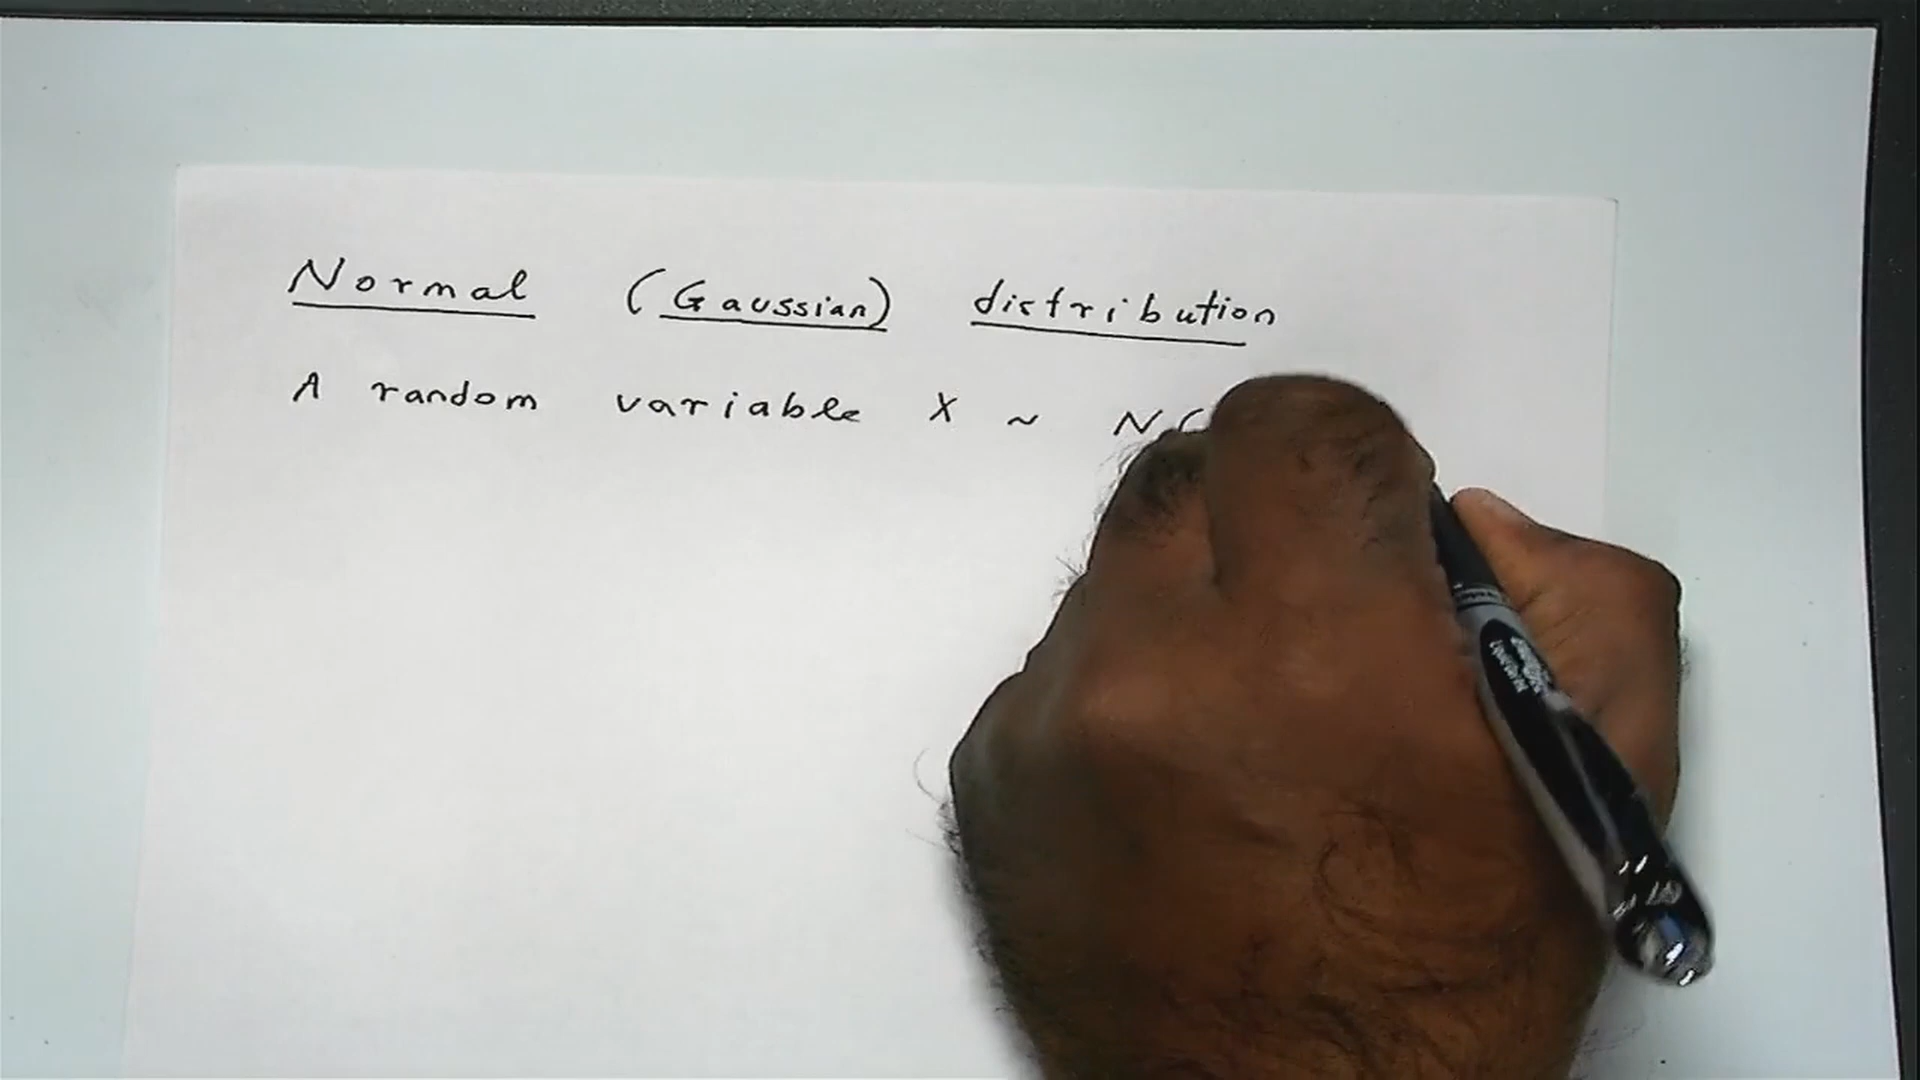 Normal (Gaussian) distribution
A random variable X ~ N(